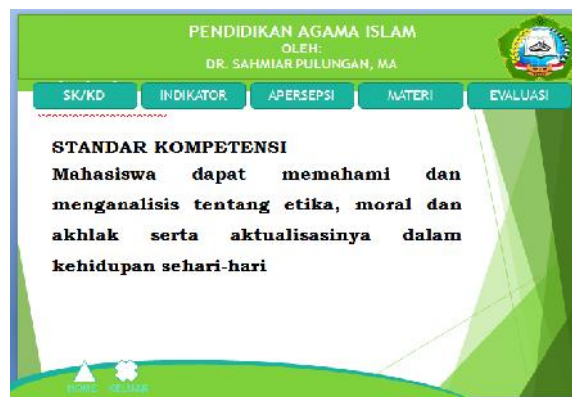 PENDIDIKAN AGAMA ISLAM
OLEH:
DR. SAHMIAR PULUNGAN, MA
SK/KD
INDIKATOR
APERSEPSI
MATERI
EVALUASI
STANDAR KOMPETENSI
Mahasiswa dapat memahami dan
menganalisis tentang etika, moral dan
akhlak serta aktualisasinya dalam
kehidupan sehari-hari
HOME
KELUAR